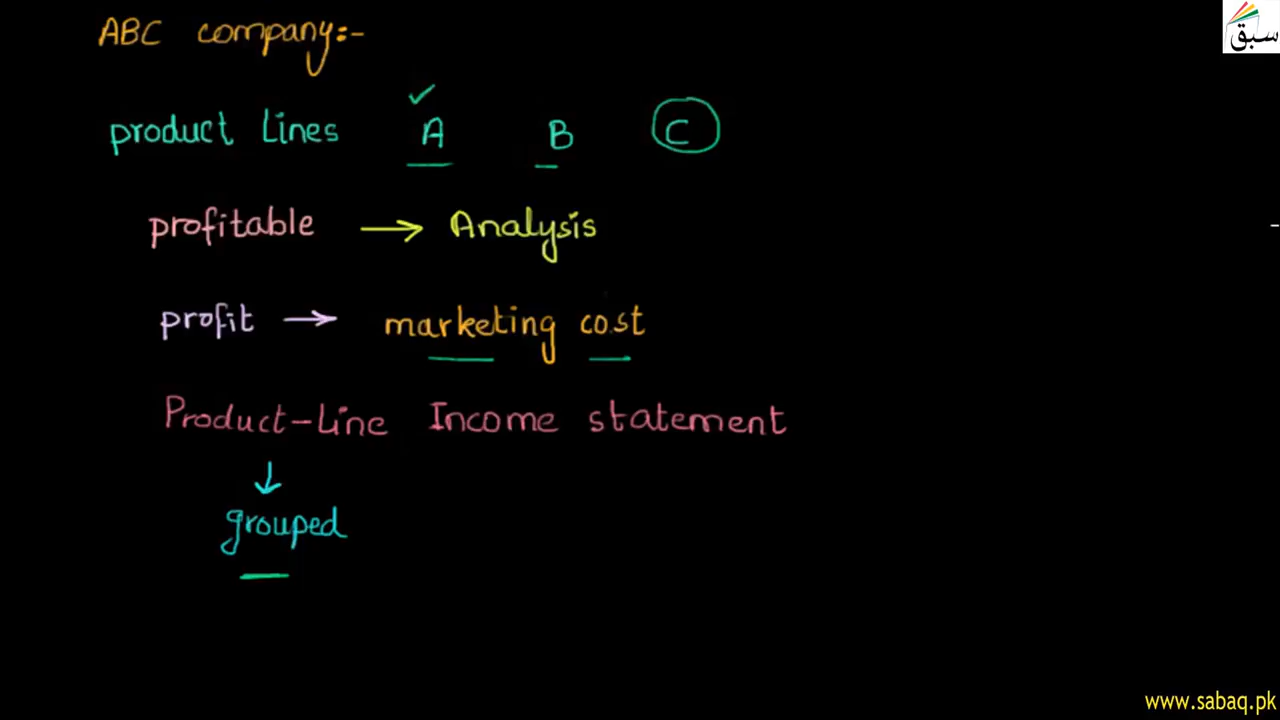 ABC company:-
سبق
product Lines A B C
profitable → Analysis
profit → marketing cost
Product-Line Income statement
↓
grouped
www.sabaq.pk